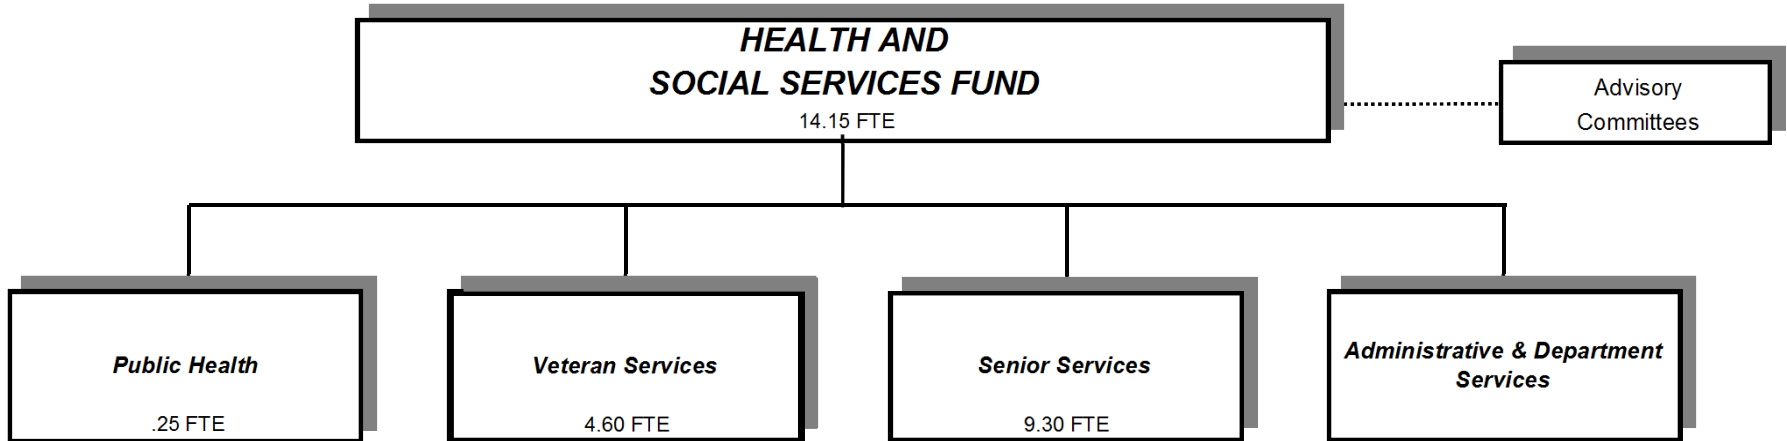 HEALTH AND
SOCIAL SERVICES FUND
14.15 FTE
Advisory
Committees
Public Health
.25 FTE
Veteran Services
4.60 FTE
Senior Services
9.30 FTE
Administrative & Department
Services